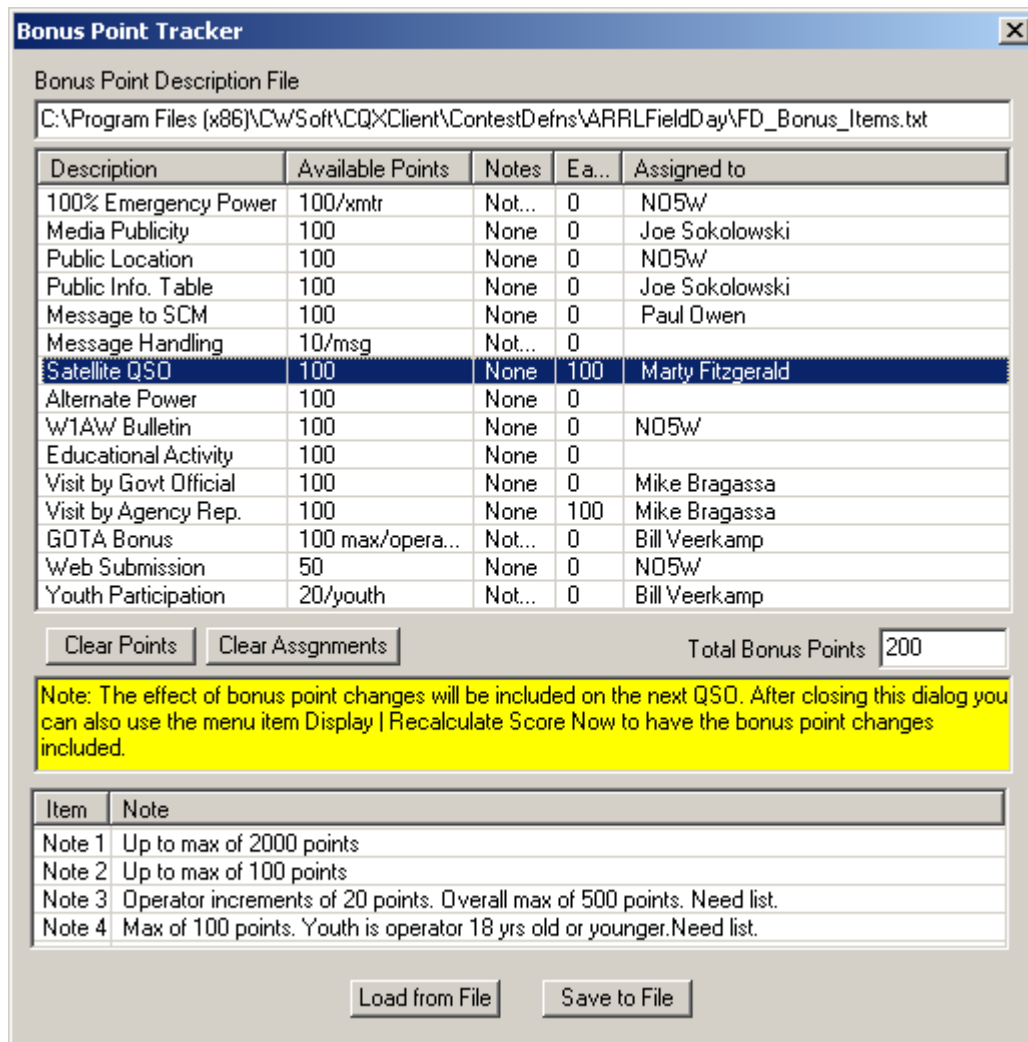 Bonus Point Tracker
Bonus Point Description File
C:\Program Files (x86)\CWSoft\CQXClient\ContestDefns\ARRLFieldDay\FD_Bonus_Items.txt
Description Available Points Notes Ea... Assigned to
100% Emergency Power 100/xmtr Not... 0 NO5W
Media Publicity 100 None 0 Joe Sokolowski
Public Location 100 None 0 NO5W
Public Info. Table 100 None 0 Joe Sokolowski
Message to SCM 100 None 0 Paul Owen
Message Handling 10/msg Not... 0
Satellite QSO 100 None 100 Marty Fitzgerald
Alternate Power 100 None 0
W1AW Bulletin 100 None 0 NO5W
Educational Activity 100 None 0
Visit by Govt Official 100 None 0 Mike Bragassa
Visit by Agency Rep. 100 None 100 Mike Bragassa
GOTA Bonus 100 max/opera... Not... 0 Bill Veerkamp
Web Submission 50 None 0 NO5W
Youth Participation 20/youth Not... 0 Bill Veerkamp
Clear Points Clear Assgnments Total Bonus Points 200
Note: The effect of bonus point changes will be included on the next QSO. After closing this dialog you
can also use the menu item Display | Recalculate Score Now to have the bonus point changes
included.
Item Note
Note 1 Up to max of 2000 points
Note 2 Up to max of 100 points
Note 3 Operator increments of 20 points. Overall max of 500 points. Need list.
Note 4 Max of 100 points. Youth is operator 18 yrs old or younger.Need list.
Load from File Save to File